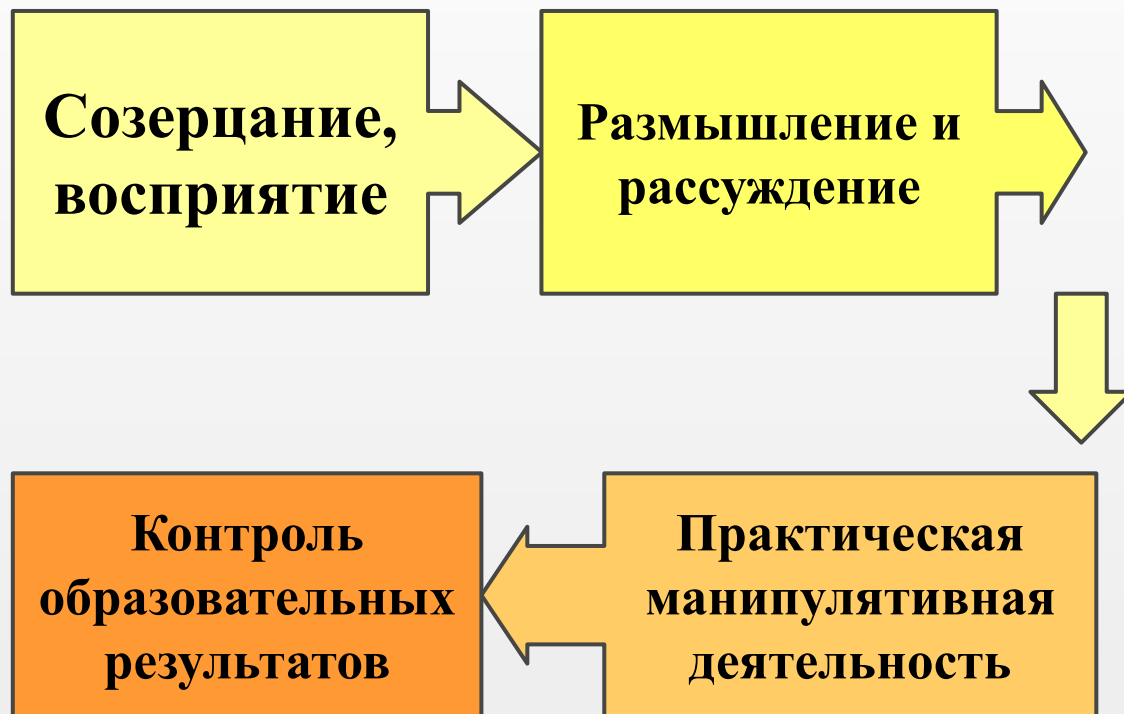 Созерцание,
восприятие
Размышление и
рассуждение
Практическая
манипулятивная
деятельность
Контроль
образовательных
результатов